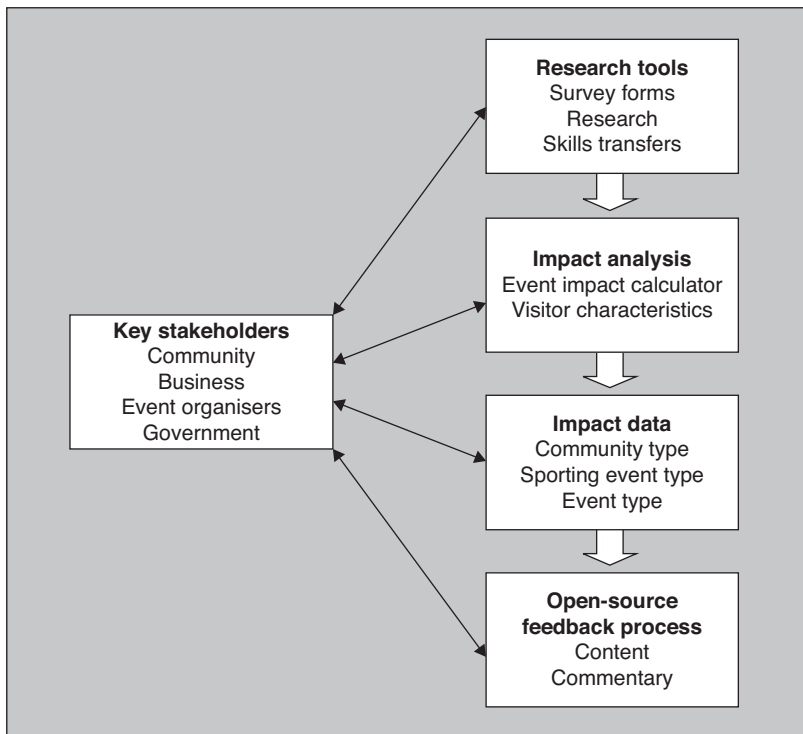 Research tools
Survey forms
Research
Skills transfers
Impact analysis
Event impact calculator
Visitor characteristics
Key stakeholders
Community
Business
Event organisers
Government
Impact data
Community type
Sporting event type
Event type
Open-source
feedback process
Content
Commentary